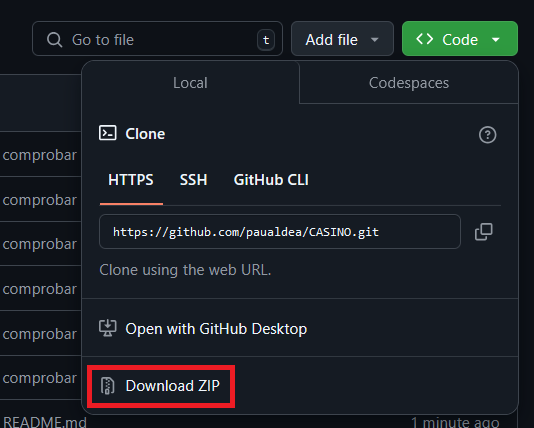 Go to file t Add file <> Code
Local Codespaces
Clone
HTTPS SSH GitHub CLI
https://github.com/paualdea/CASINO.git
Clone using the web URL.
Open with GitHub Desktop
Download ZIP
comprobar
comprobar
comprobar
comprobar
comprobar
comprobar
README.md 1 minute ago